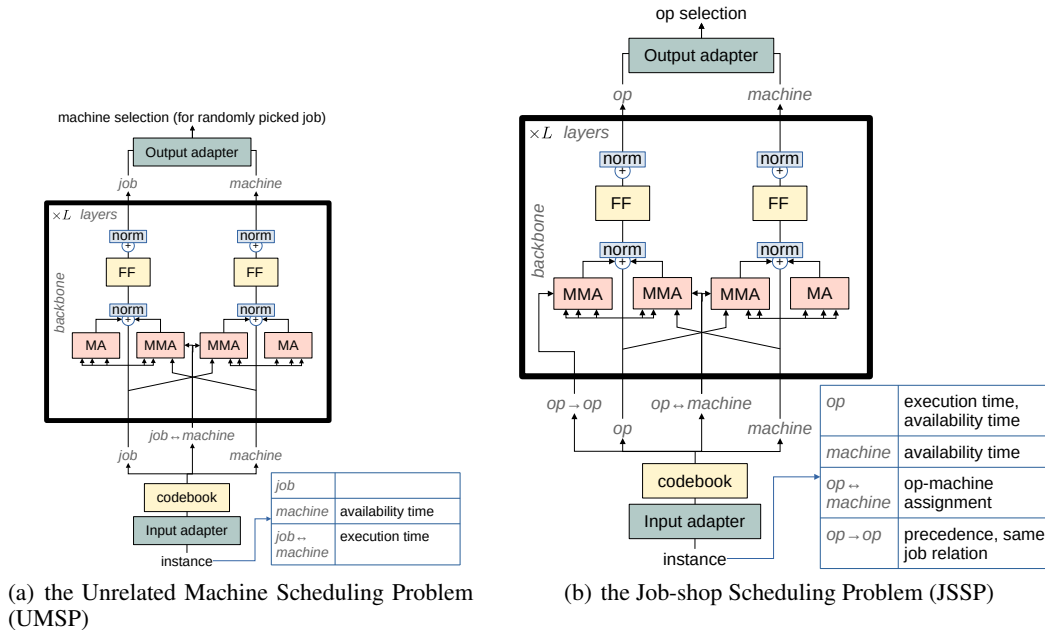 machine selection (for randomly picked job)
Output adapter
job
machine
×L layers
norm
norm
+
+
FF
FF
backbone
norm
norm
+
+
MA
MMA
MMA
MA
job↔machine
job
machine
codebook
Input adapter
instance
job
machine
availability time
job↔
machine
execution time
(a) the Unrelated Machine Scheduling Problem
(UMSP)
op selection
Output adapter
op
machine
×L layers
norm
norm
+
+
FF
FF
backbone
norm
norm
+
+
MMA
MMA
MMA
MA
op→op
op↔machine
op
machine
codebook
Input adapter
instance
op
execution time,
availability time
machine
availability time
op↔
machine
op-machine
assignment
op→op
precedence, same
job relation
(b) the Job-shop Scheduling Problem (JSSP)